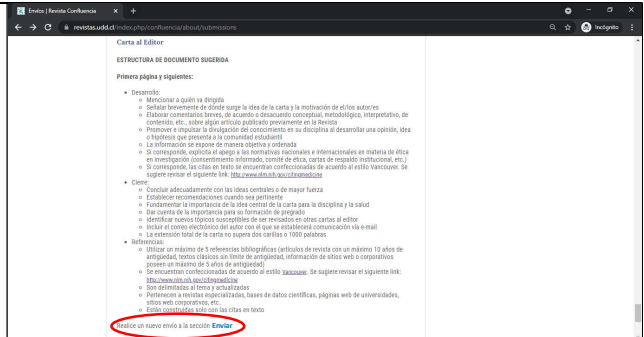 Envíos | Revista Confluencia
revistas.udd.cl/index.php/confluencia/about/submissions
Incógnito
Carta al Editor
ESTRUCTURA DE DOCUMENTO SUGERIDA
Primera página y siguientes:
Desarrollo:
Mencionar a quién va dirigida
Señalar brevemente de dónde surge la idea de la carta y la motivación de el/los autor/es
Elaborar comentarios breves, de acuerdo o desacuerdo conceptual, metodológico, interpretativo, de
contenido, etc., sobre algún artículo publicado previamente en la Revista
Promover e impulsar la divulgación del conocimiento en su disciplina al desarrollar una opinión, idea
o hipótesis que presenta a la comunidad estudiantil
La información se expone de manera objetiva y ordenada
Si corresponde, explicita el apego a las normativas nacionales e internacionales en materia de ética
en investigación (consentimiento informado, comité de ética, cartas de respaldo institucional, etc.)
Si corresponde, las citas en texto se encuentran confeccionadas de acuerdo al estilo Vancouver. Se
sugiere revisar el siguiente link: http://www.nlm.nih.gov/citingmedicine
Cierre:
Concluir adecuadamente con las ideas centrales o de mayor fuerza
Establecer recomendaciones cuando sea pertinente
Fundamentar la importancia de la idea central de la carta para la disciplina y la salud
Dar cuenta de la importancia para su formación de pregrado
Identificar nuevos tópicos susceptibles de ser revisados en otras cartas al editor
Incluir el correo electrónico del autor con el que se establecerá comunicación vía e-mail
La extensión total de la carta no supera dos carillas o 1000 palabras
Referencias:
Utilizar un máximo de 5 referencias bibliográficas (artículos de revista con un máximo 10 años de
antigüedad, textos clásicos sin límite de antigüedad, información de sitios web o corporativos
poseen un máximo de 5 años de antigüedad)
Se encuentran confeccionadas de acuerdo al estilo Vancouver. Se sugiere revisar el siguiente link:
http://www.nlm.nih.gov/citingmedicine
Son delimitadas al tema y actualizadas
Pertenecen a revistas especializadas, bases de datos científicas, páginas web de universidades,
sitios web corporativos, etc.
Están construidas solo con las citas en texto
Realice un nuevo envío a la sección Enviar